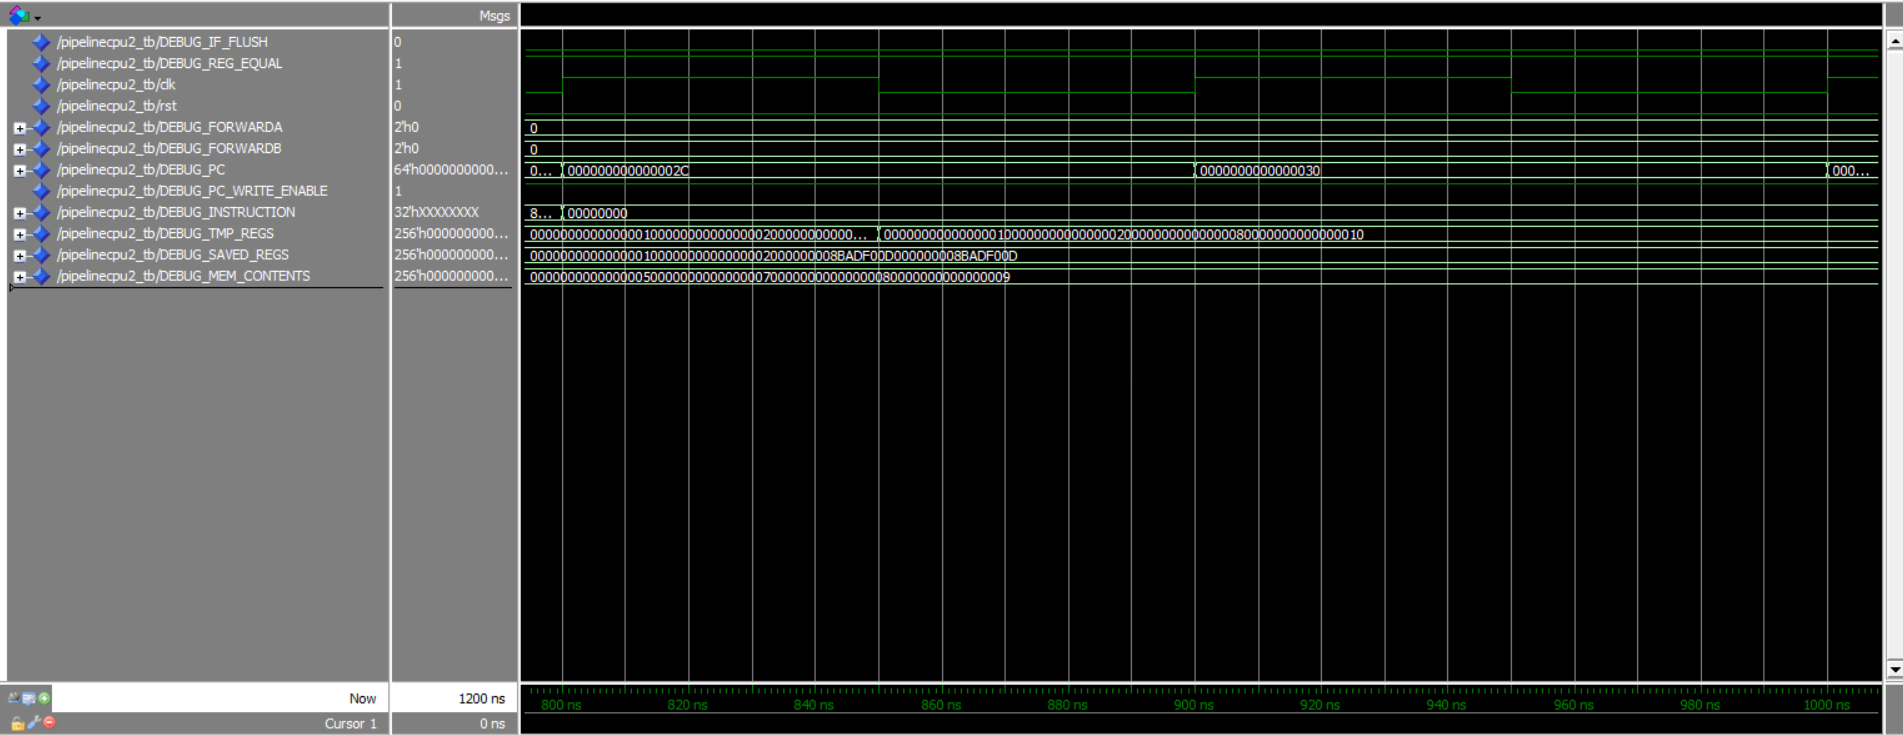 Msgs
/pipelinecpu2_tb/DEBUG_IF_FLUSH 0
/pipelinecpu2_tb/DEBUG_REG_EQUAL 1
/pipelinecpu2_tb/clk 1
/pipelinecpu2_tb/rst 0
/pipelinecpu2_tb/DEBUG_FORWARDA 2'h0 0
/pipelinecpu2_tb/DEBUG_FORWARDB 2'h0 0
/pipelinecpu2_tb/DEBUG_PC 64'h0000000000... 0... 000000000000002C 0000000000000030 000...
/pipelinecpu2_tb/DEBUG_PC_WRITE_ENABLE 1
/pipelinecpu2_tb/DEBUG_INSTRUCTION 32'hXXXXXXXX 8... 00000000
/pipelinecpu2_tb/DEBUG_TMP_REGS 256'h000000000... 0000000000000001000000000000000200000000000... 0000000000000001000000000000000200000000000000080000000000000010
/pipelinecpu2_tb/DEBUG_SAVED_REGS 256'h000000000... 00000000000000010000000000000002000000008BADF00D000000008BADF00D
/pipelinecpu2_tb/DEBUG_MEM_CONTENTS 256'h000000000... 0000000000000005000000000000000700000000000000080000000000000009
Now 1200 ns 800 ns 820 ns 840 ns 860 ns 880 ns 900 ns 920 ns 940 ns 960 ns 980 ns 1000 ns
Cursor 1 0 ns